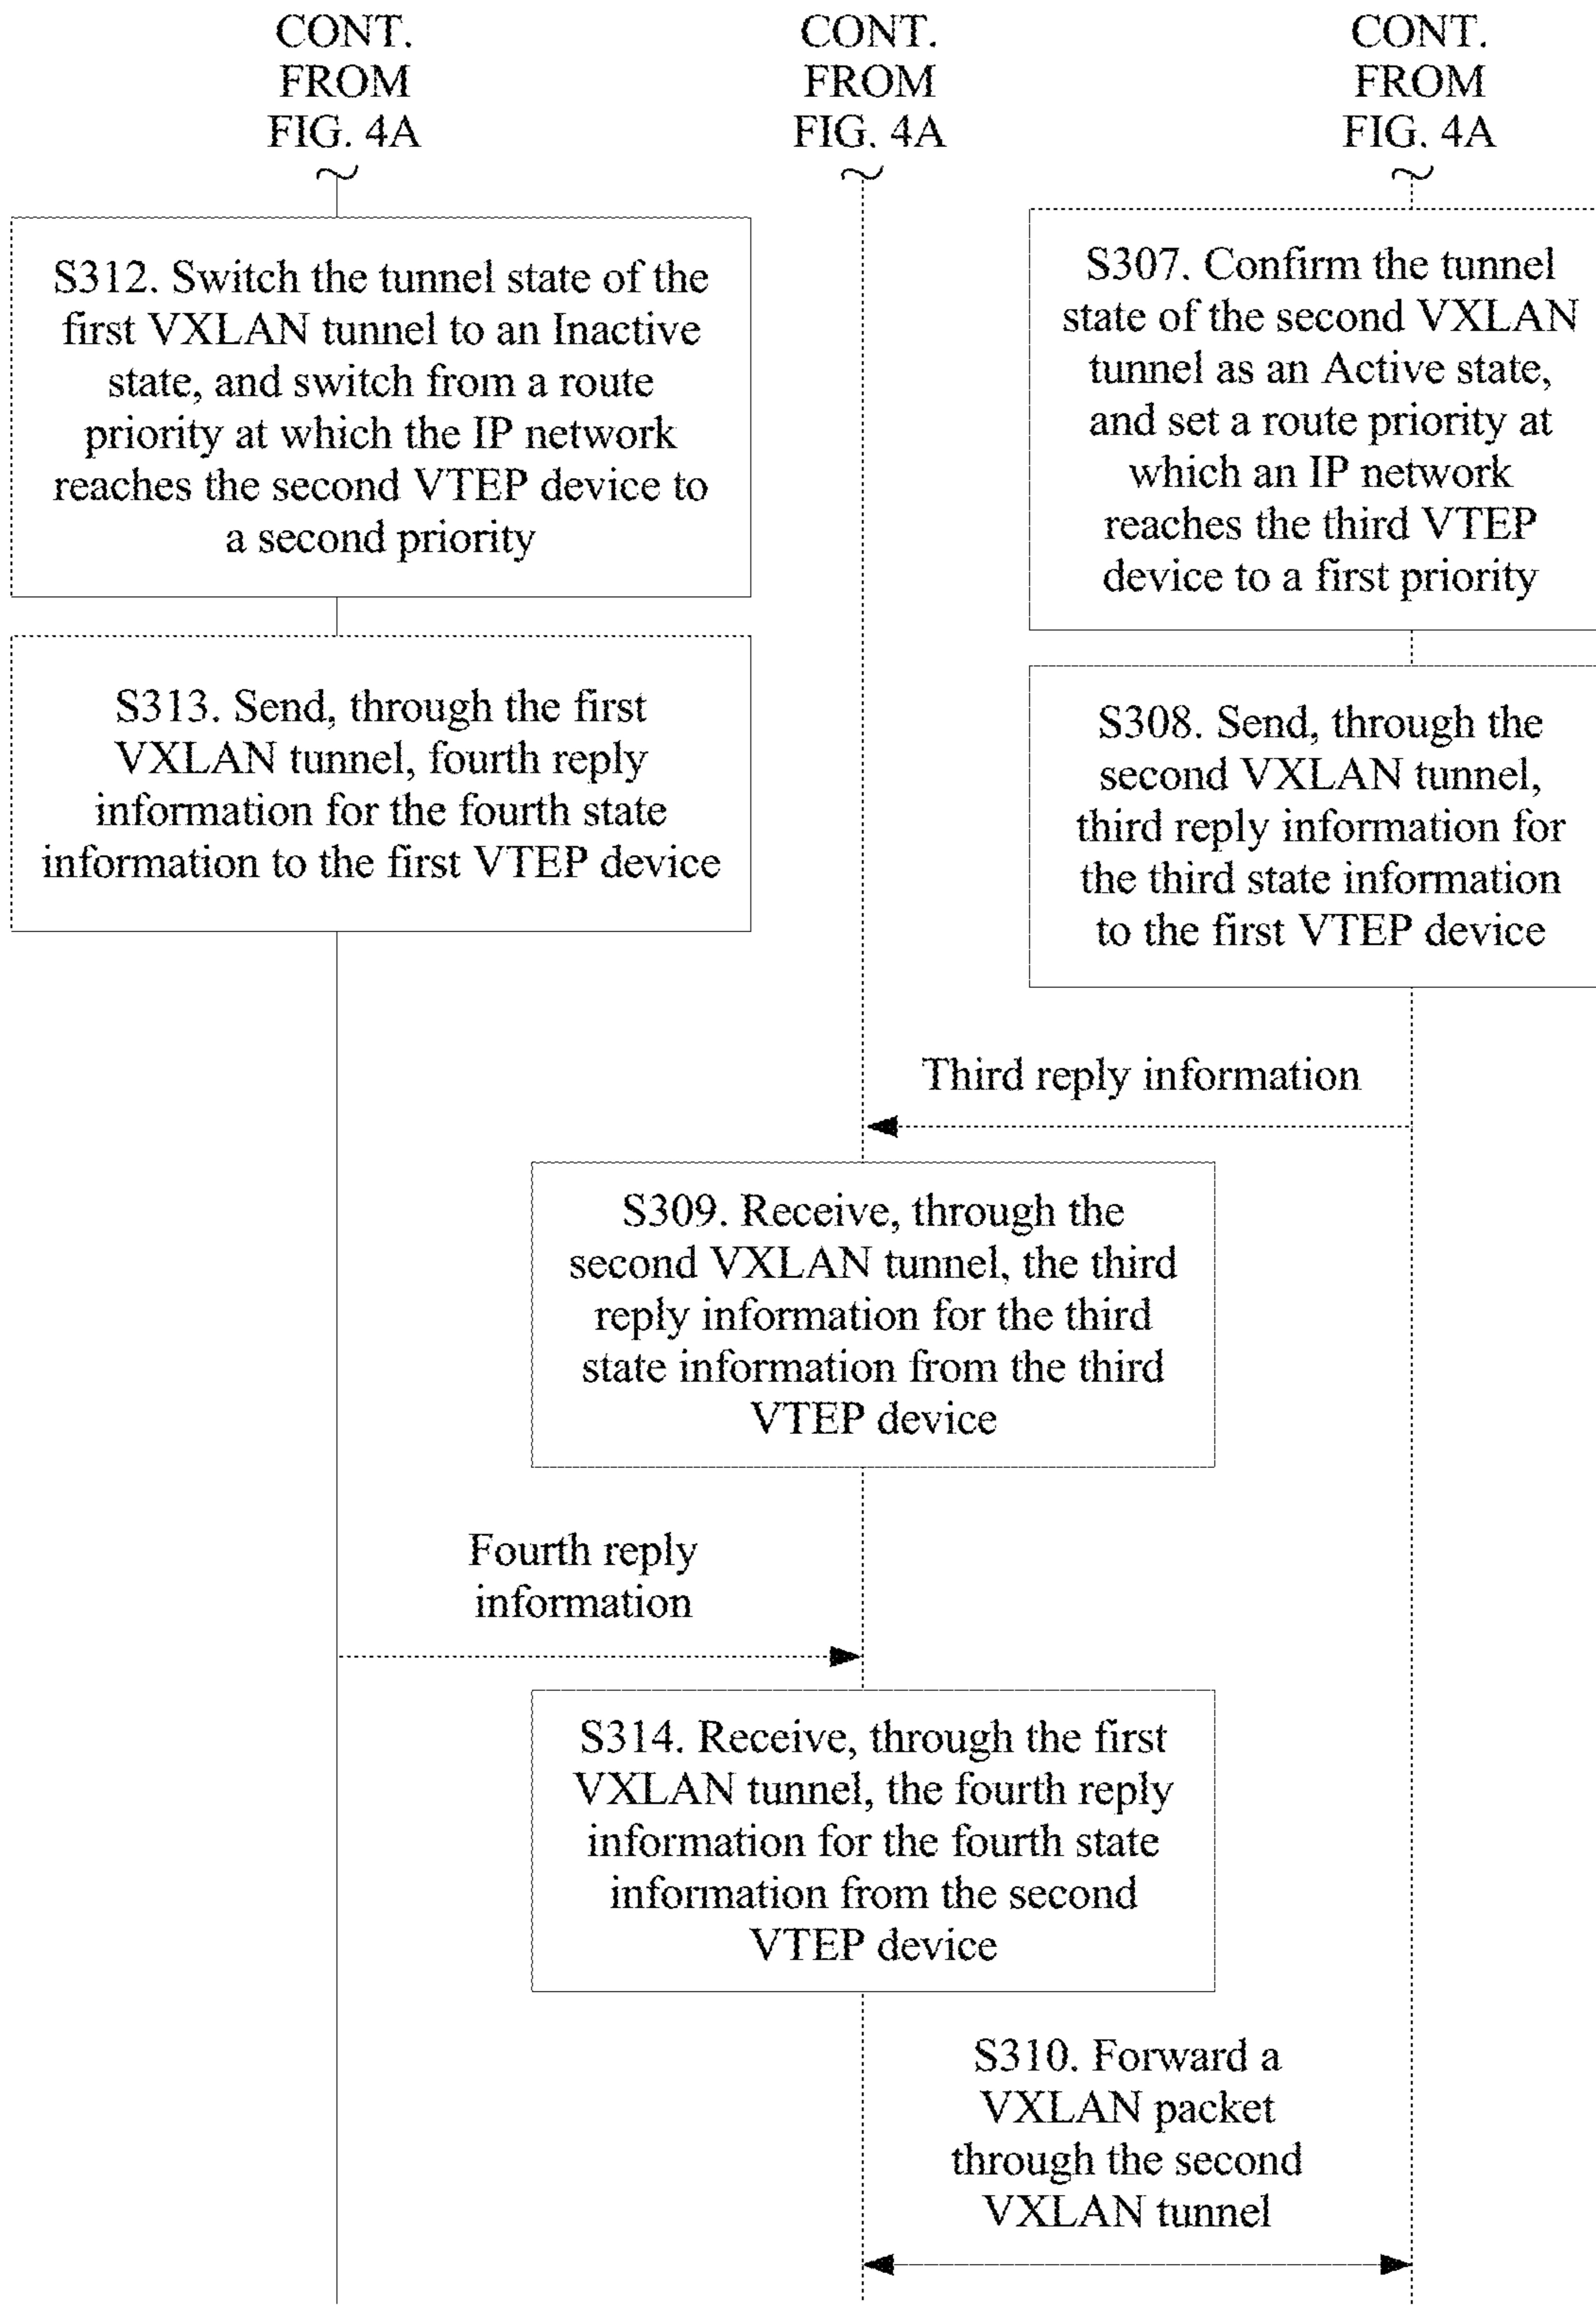 CONT.
FROM
FIG. 4A
CONT.
FROM
FIG. 4A
CONT.
FROM
FIG. 4A
S312. Switch the tunnel state of the
first VXLAN tunnel to an Inactive
state, and switch from a route
priority at which the IP network
reaches the second VTEP device to
a second priority
S307. Confirm the tunnel
state of the second VXLAN
tunnel as an Active state,
and set a route priority at
which an IP network
reaches the third VTEP
device to a first priority
S313. Send, through the first
VXLAN tunnel, fourth reply
information for the fourth state
information to the first VTEP device
S308. Send, through the
second VXLAN tunnel,
third reply information for
the third state information
to the first VTEP device
Third reply information
S309. Receive, through the
second VXLAN tunnel, the third
reply information for the third
state information from the third
VTEP device
Fourth reply
information
S314. Receive, through the first
VXLAN tunnel, the fourth reply
information for the fourth state
information from the second
VTEP device
S310. Forward a
VXLAN packet
through the second
VXLAN tunnel